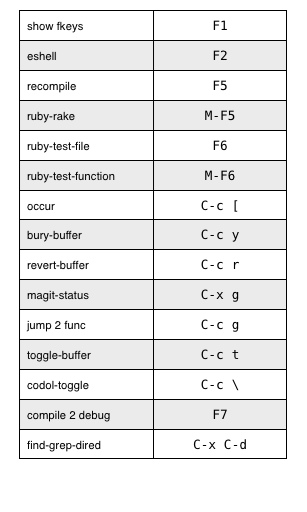 show fkeys F1
eshell F2
recompile F5
ruby-rake M-F5
ruby-test-file F6
ruby-test-function M-F6
occur C-c [
bury-buffer C-c y
revert-buffer C-c r
magit-status C-x g
jump 2 func C-c g
toggle-buffer C-c t
codol-toggle C-c \
compile 2 debug F7
find-grep-dired C-x C-d